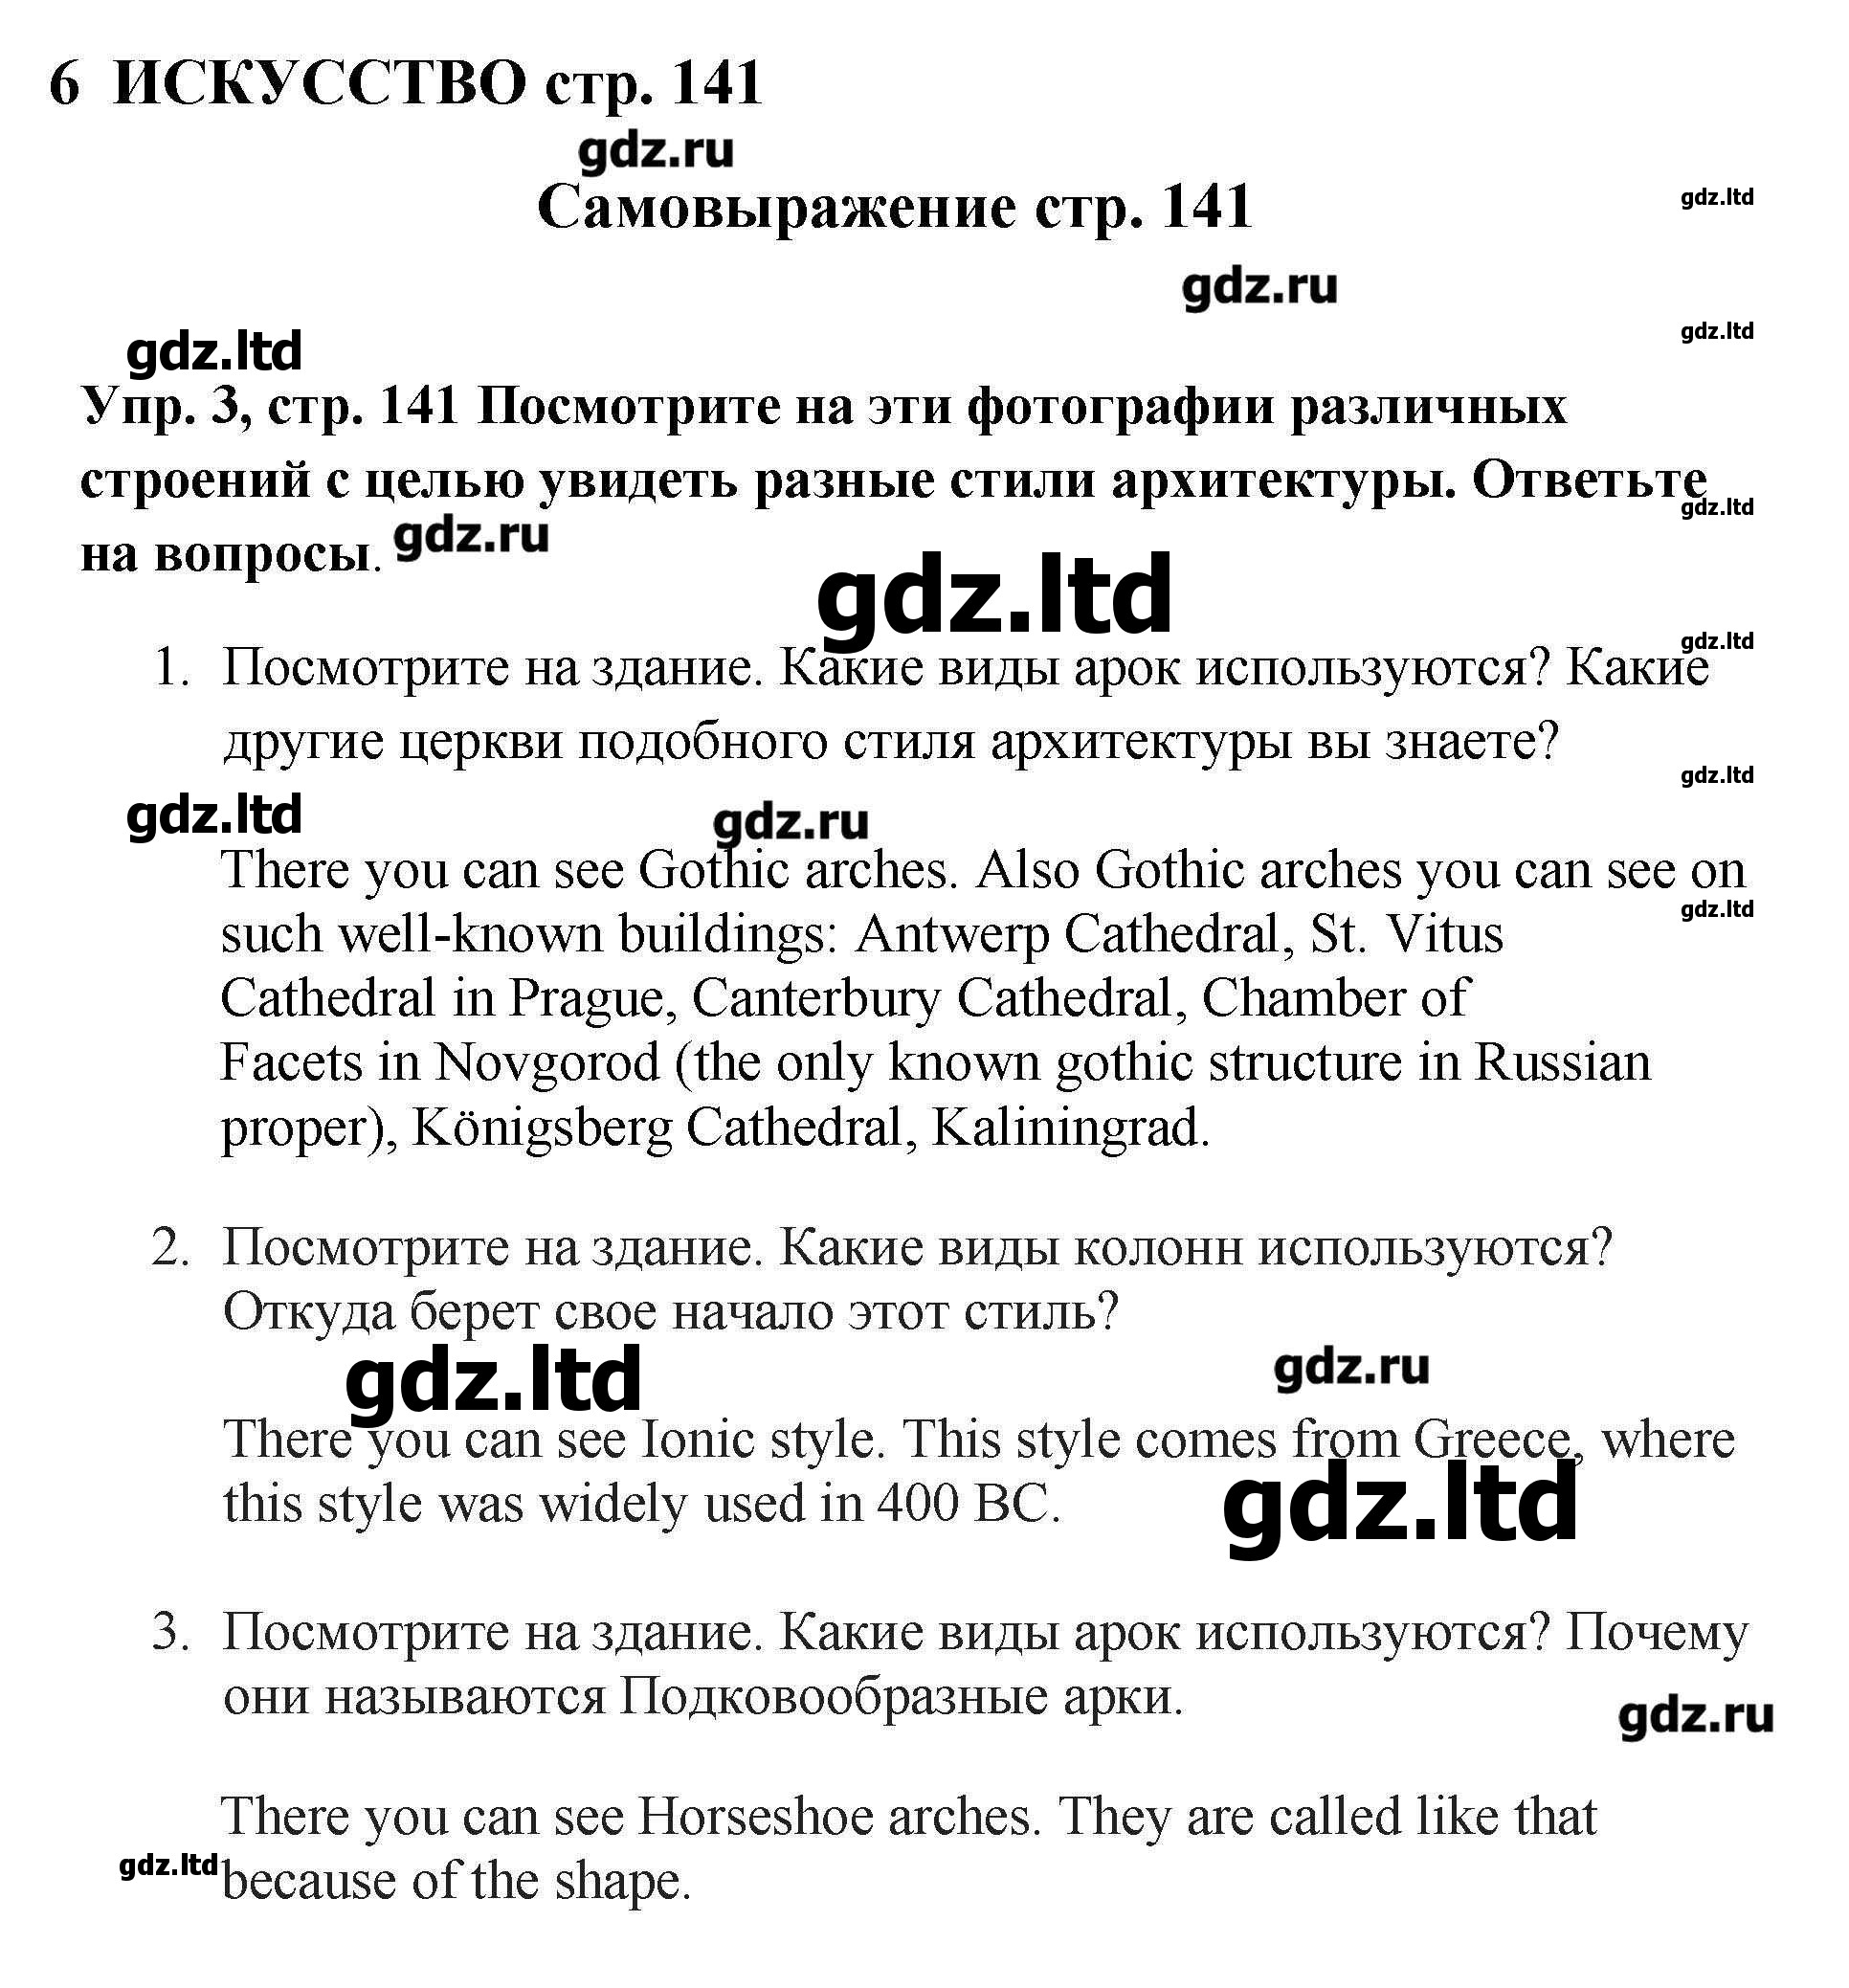 6 ИСКУССТВО стр. 141
gdz.ru
Самовыражение стр. 141
gdz.ltd
gdz.ru
gdz.ltd
gdz.ltd
Упр. 3, стр. 141 Посмотрите на эти фотографии различных
строений с целью увидеть разные стили архитектуры. Ответьте
gdz.ltd
на вопросы.
gdz.ru
gdz.ltd
gdz.ltd
1. Посмотрите на здание. Какие виды арок используются? Какие
другие церкви подобного стиля архитектуры вы знаете?
gdz.ltd
gdz.ltd
gdz.ru
There you can see Gothic arches. Also Gothic arches you can see on
gdz.ltd
such well-known buildings: Antwerp Cathedral, St. Vitus
Cathedral in Prague, Canterbury Cathedral, Chamber of
Facets in Novgorod (the only known gothic structure in Russian
proper), Königsberg Cathedral, Kaliningrad.
2. Посмотрите на здание. Какие виды колонн используются?
Откуда берет свое начало этот стиль?
gdz.ltd
gdz.ru
There you can see Ionic style. This style comes from Greece, where
this style was widely used in 400 BC.
gdz.ltd
3. Посмотрите на здание. Какие виды арок используются? Почему
они называются Подковообразные арки.
gdz.ru
There you can see Horseshoe arches. They are called like that
gdz.ltd
because of the shape.